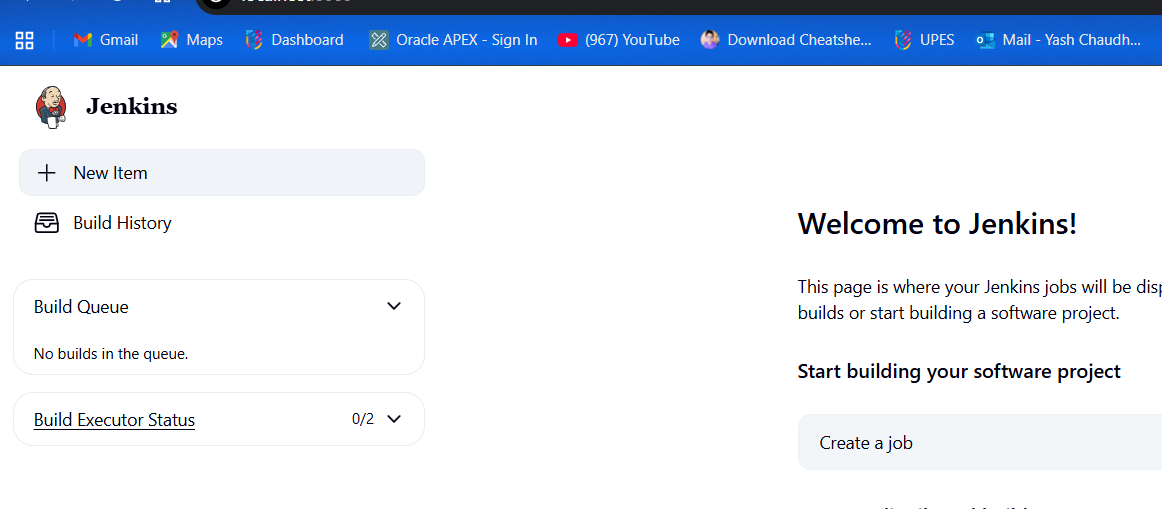 Gmail Maps Dashboard Oracle APEX - Sign In (967) YouTube Download Cheatshe... UPES Mail - Yash Chaudh...
Jenkins
New Item
Build History
Build Queue
No builds in the queue.
Build Executor Status 0/2
Welcome to Jenkins!
This page is where your Jenkins jobs will be
builds or start building a software project.
Start building your software project
Create a job